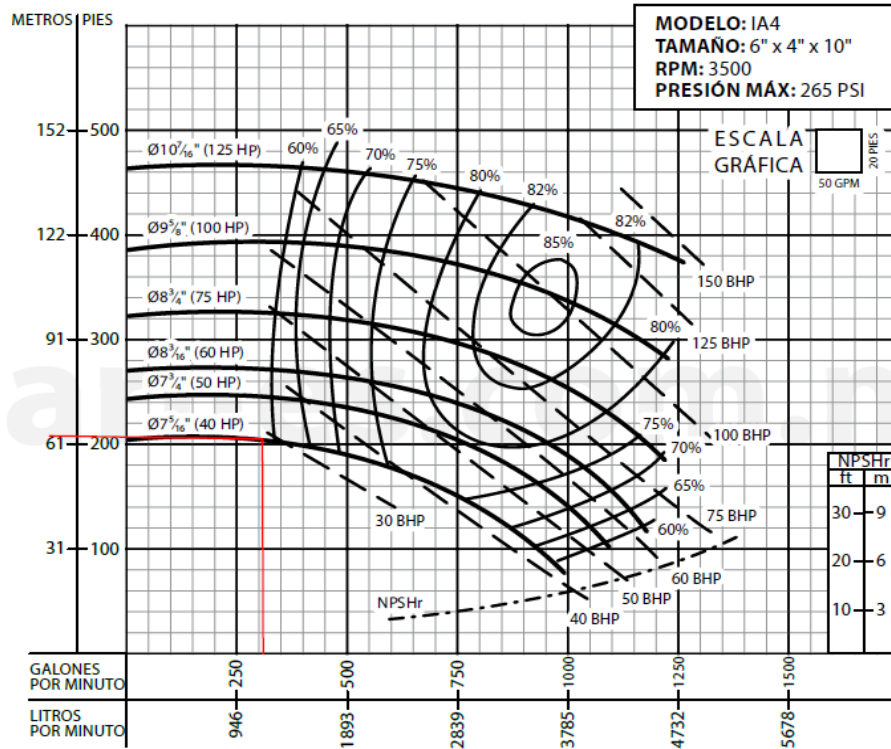 METROS PIES
MODELO: IA4
TAMAÑO: 6" x 4" x 10"
RPM: 3500
PRESIÓN MÁX: 265 PSI
ESCALA
GRÁFICA
20 PIES
50 GPM
152 500
122 400
91 300
61 200
31 100
Ø10⁷⁄₁₆" (125 HP)
Ø9⁵⁄₈" (100 HP)
Ø8³⁄₄" (75 HP)
Ø8³⁄₁₆" (60 HP)
Ø7³⁄₄" (50 HP)
Ø7⁵⁄₁₆" (40 HP)
60%
65%
70%
75%
80%
82%
85%
82%
80%
75%
70%
65%
60%
150 BHP
125 BHP
100 BHP
75 BHP
60 BHP
50 BHP
40 BHP
30 BHP
NPSHr
NPSHr
ft m
30 9
20 6
10 3
GALONES
POR MINUTO
250 500 750 1000 1250 1500
LITROS
POR MINUTO
946 1893 2839 3785 4732 5678